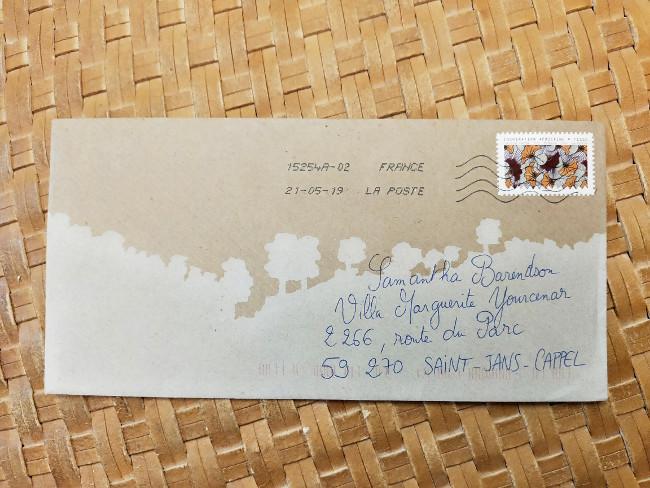 15254A-02 FRANCE
21-05-19 LA POSTE
Samantha Barendson
Villa Marguerite Yourcenar
2266, route du Parc
59 270 SAINT JANS-CAPPEL